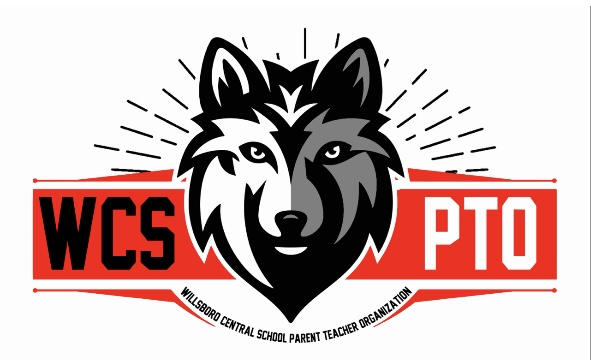 WCS PTO
WILLSBORO CENTRAL SCHOOL PARENT TEACHER ORGANIZATION